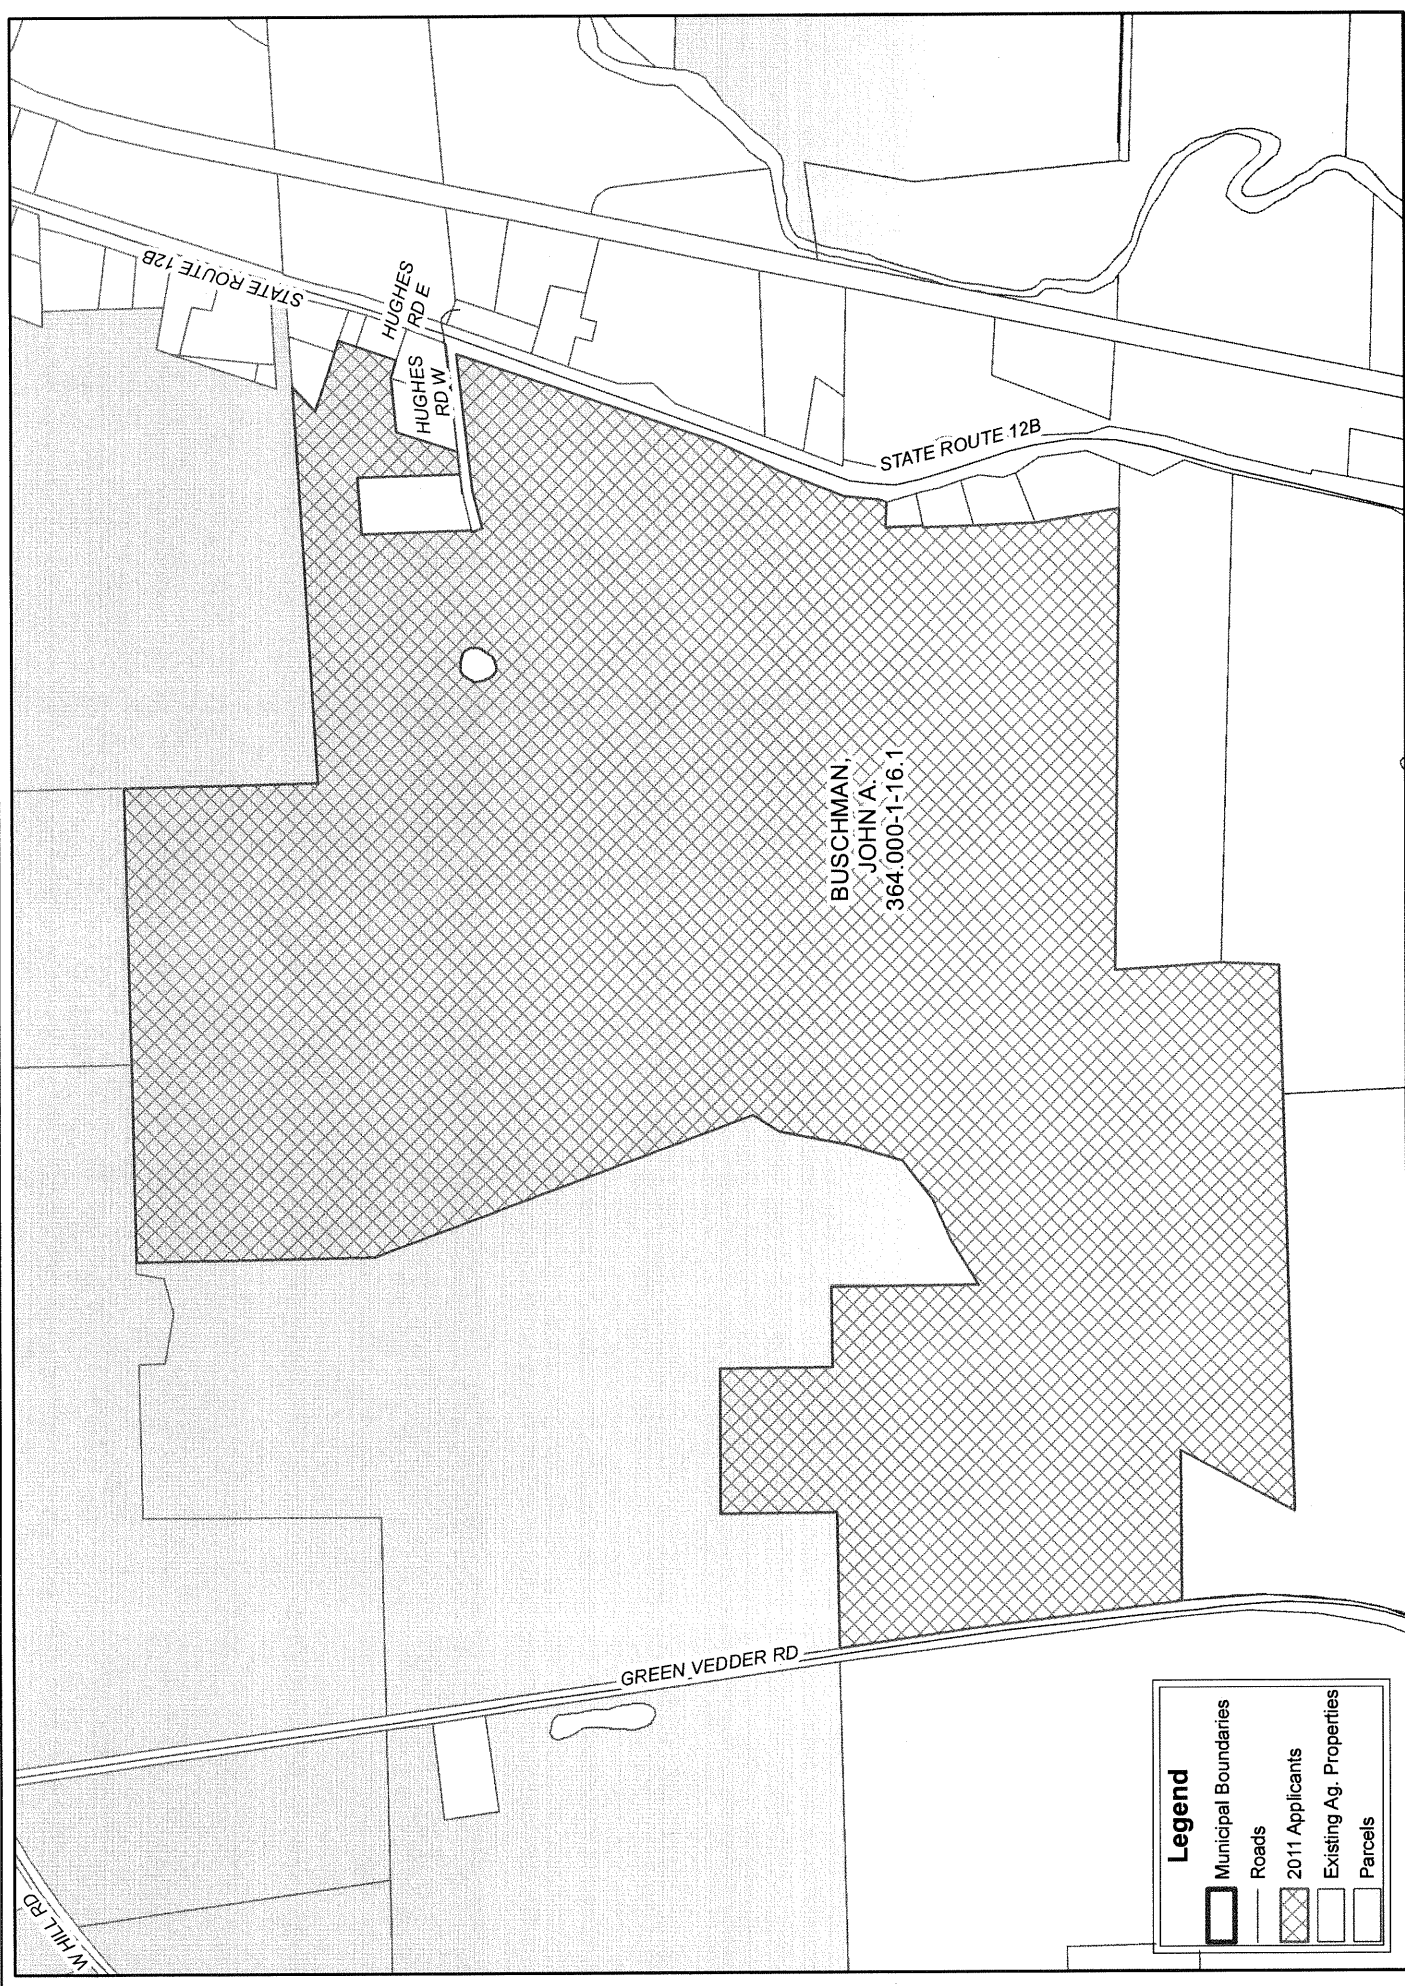 W HILL RD
GREEN VEDDER RD
BUSCHMAN,
JOHN A.
364.000-1-16.1
STATE ROUTE 12B
HUGHES
RD W
HUGHES
RD E
STATE ROUTE 12B
Legend
Municipal Boundaries
Roads
2011 Applicants
Existing Ag. Properties
Parcels